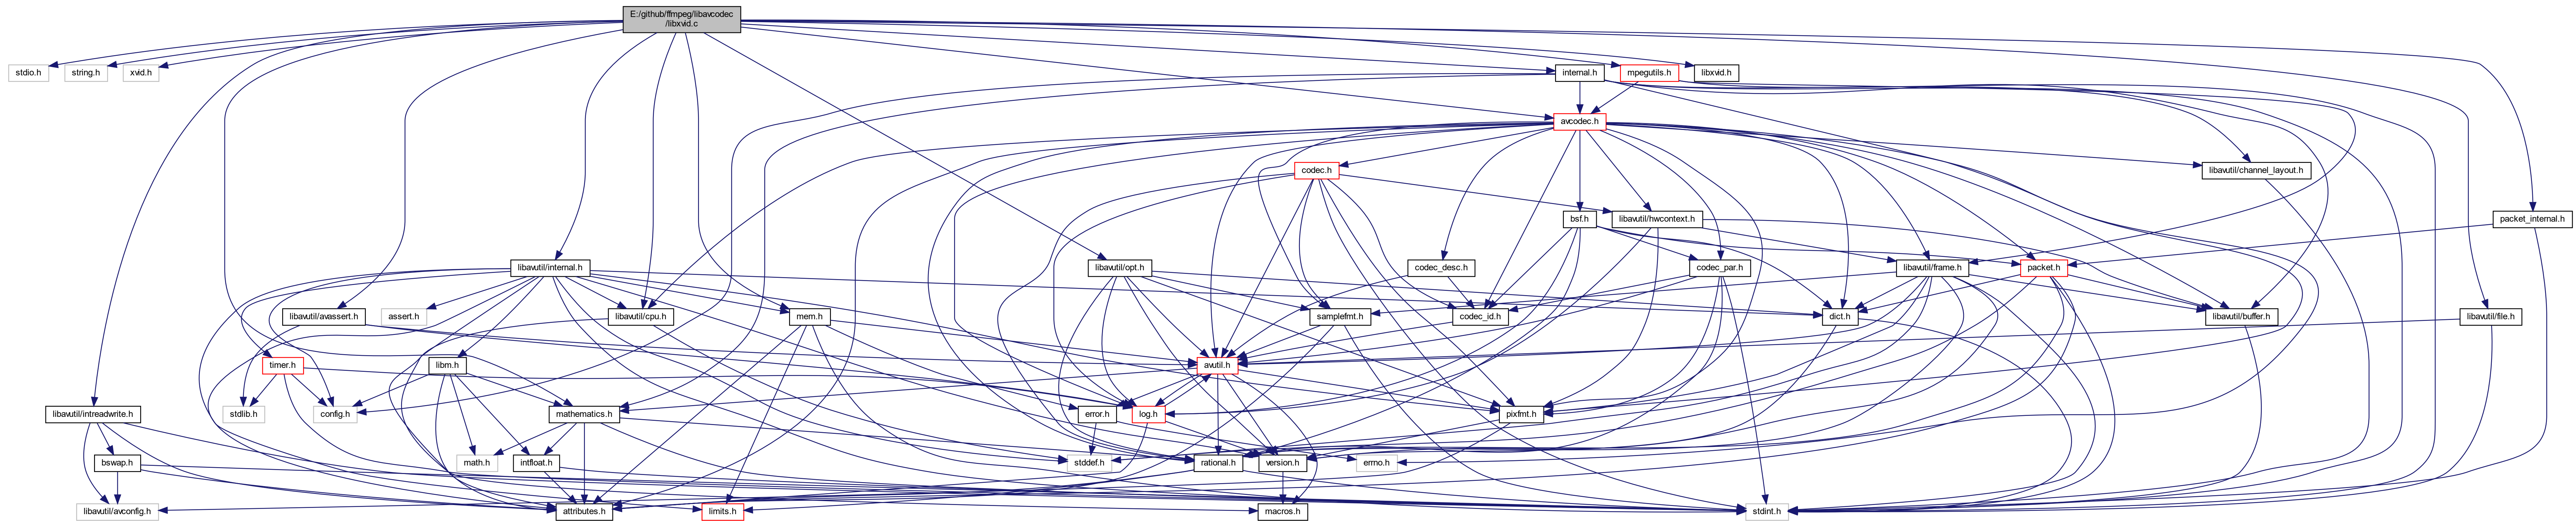 E:/github/ffmpeg/libavcodec
/libxvid.c
stdio.h
string.h
xvid.h
internal.h
mpegutils.h
libxvid.h
avcodec.h
codec.h
libavutil/channel_layout.h
bsf.h
libavutil/hwcontext.h
packet_internal.h
libavutil/internal.h
libavutil/opt.h
codec_desc.h
codec_par.h
libavutil/frame.h
packet.h
assert.h
libavutil/avassert.h
libavutil/cpu.h
mem.h
samplefmt.h
codec_id.h
dict.h
libavutil/buffer.h
libavutil/file.h
timer.h
libm.h
avutil.h
libavutil/intreadwrite.h
stdlib.h
config.h
mathematics.h
error.h
log.h
pixfmt.h
bswap.h
math.h
intfloat.h
stddef.h
rational.h
version.h
errno.h
libavutil/avconfig.h
attributes.h
limits.h
macros.h
stdint.h